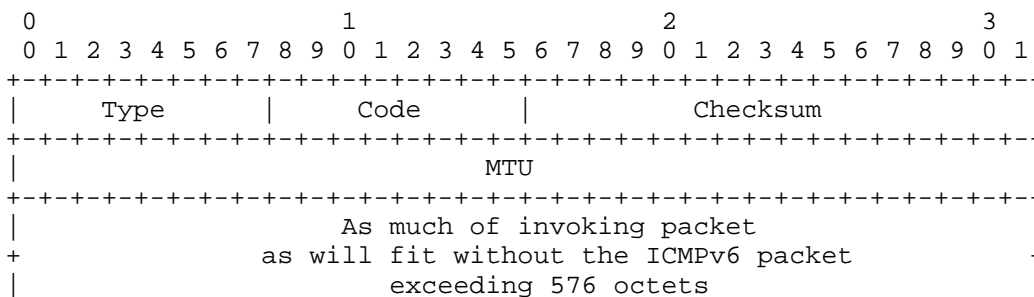 0                   1                   2                   3
 0 1 2 3 4 5 6 7 8 9 0 1 2 3 4 5 6 7 8 9 0 1 2 3 4 5 6 7 8 9 0 1
+-+-+-+-+-+-+-+-+-+-+-+-+-+-+-+-+-+-+-+-+-+-+-+-+-+-+-+-+-+-+-+-
|     Type      |     Code      |          Checksum
+-+-+-+-+-+-+-+-+-+-+-+-+-+-+-+-+-+-+-+-+-+-+-+-+-+-+-+-+-+-+-+-
|                             MTU
+-+-+-+-+-+-+-+-+-+-+-+-+-+-+-+-+-+-+-+-+-+-+-+-+-+-+-+-+-+-+-+-
|                    As much of invoking packet
+               as will fit without the ICMPv6 packet           -
|                       exceeding 576 octets